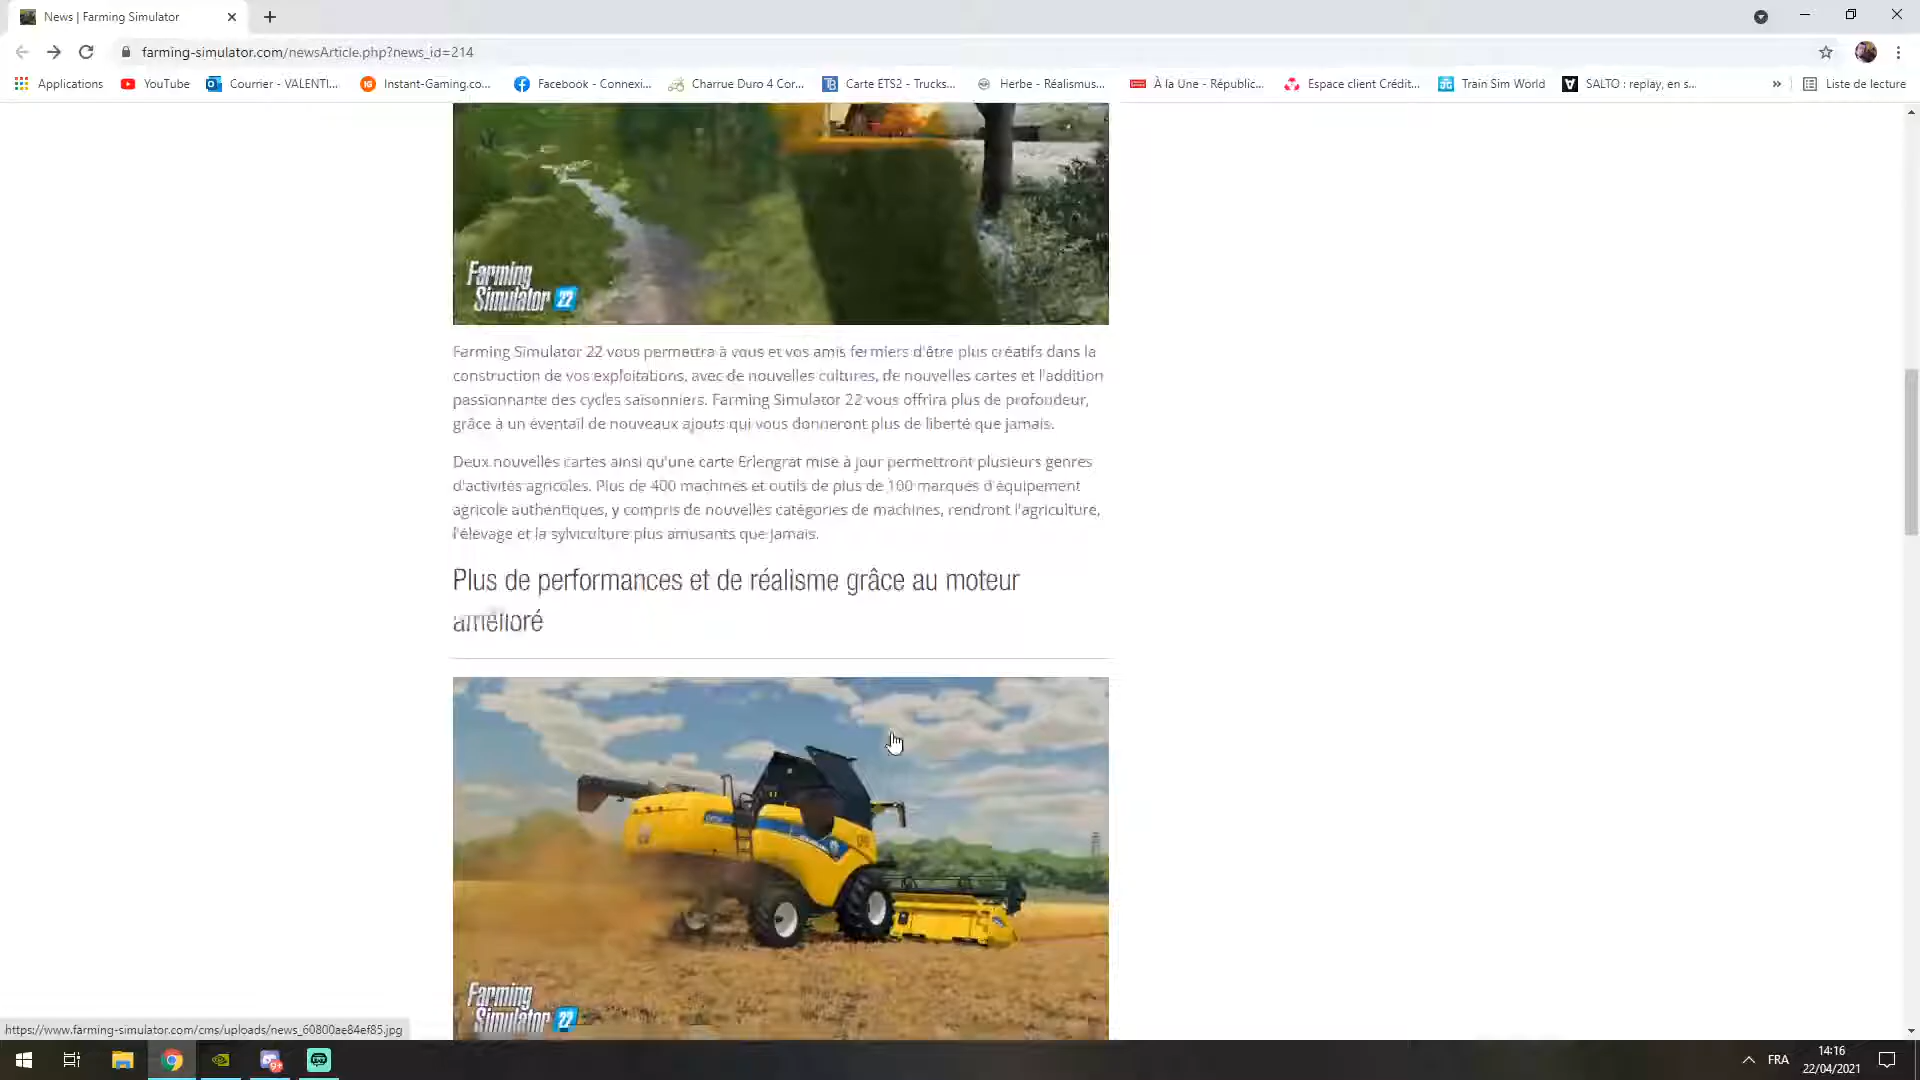 News | Farming Simulator
farming-simulator.com/newsArticle.php?news_id=214
Applications
YouTube
Courrier - VALENTI...
Instant-Gaming.co...
Facebook - Connexi...
Charrue Duro 4 Cor...
Carte ETS2 - Trucks...
Herbe - Réalismus...
À la Une - Républic...
Espace client Crédit...
Train Sim World
SALTO : replay, en s...
»
Liste de lecture
Farming
Simulator 22
Farming Simulator 22 vous permettra à vous et vos amis fermiers d'être plus créatifs dans la
construction de vos exploitations, avec de nouvelles cultures, de nouvelles cartes et l'addition
passionnante des cycles saisonniers. Farming Simulator 22 vous offrira plus de profondeur,
grâce à un éventail de nouveaux ajouts qui vous donneront plus de liberté que jamais.
Deux nouvelles cartes ainsi qu'une carte Erlengrat mise à jour permettront plusieurs genres
d'activités agricoles. Plus de 400 machines et outils de plus de 100 marques d'équipement
agricole authentiques, y compris de nouvelles catégories de machines, rendront l'agriculture,
l'élevage et la sylviculture plus amusants que jamais.
Plus de performances et de réalisme grâce au moteur
amélioré
Farming
Simulator 22
https://www.farming-simulator.com/cms/uploads/news_60800ae84ef85.jpg
9+
FRA
14:16
22/04/2021